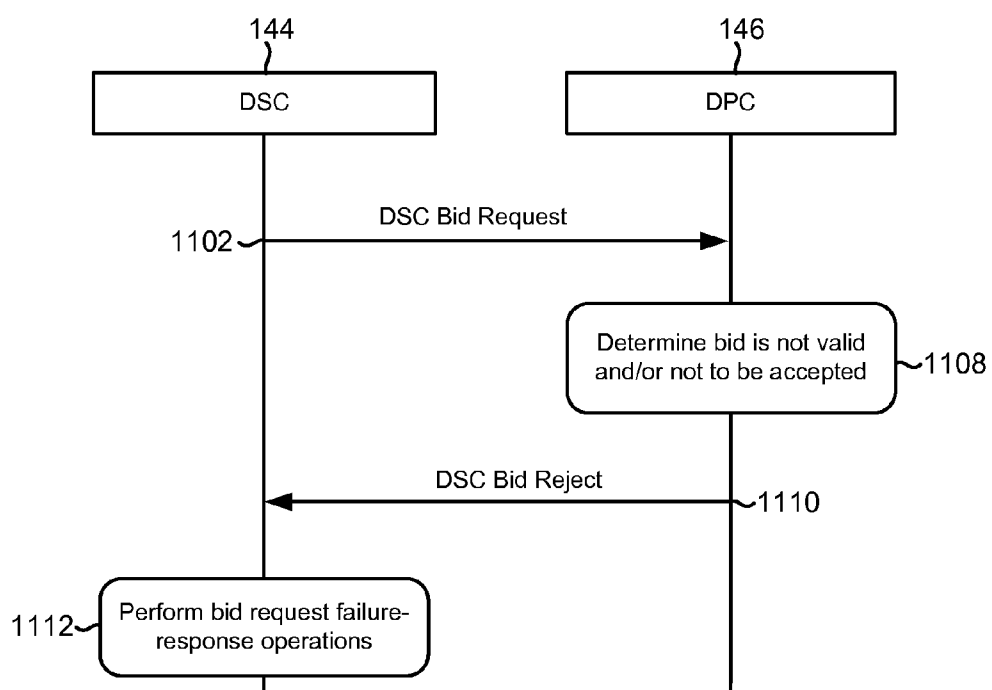 144
146
DSC
DPC
DSC Bid Request
1102
Determine bid is not valid
and/or not to be accepted
1108
DSC Bid Reject
1110
Perform bid request failure-
response operations
1112